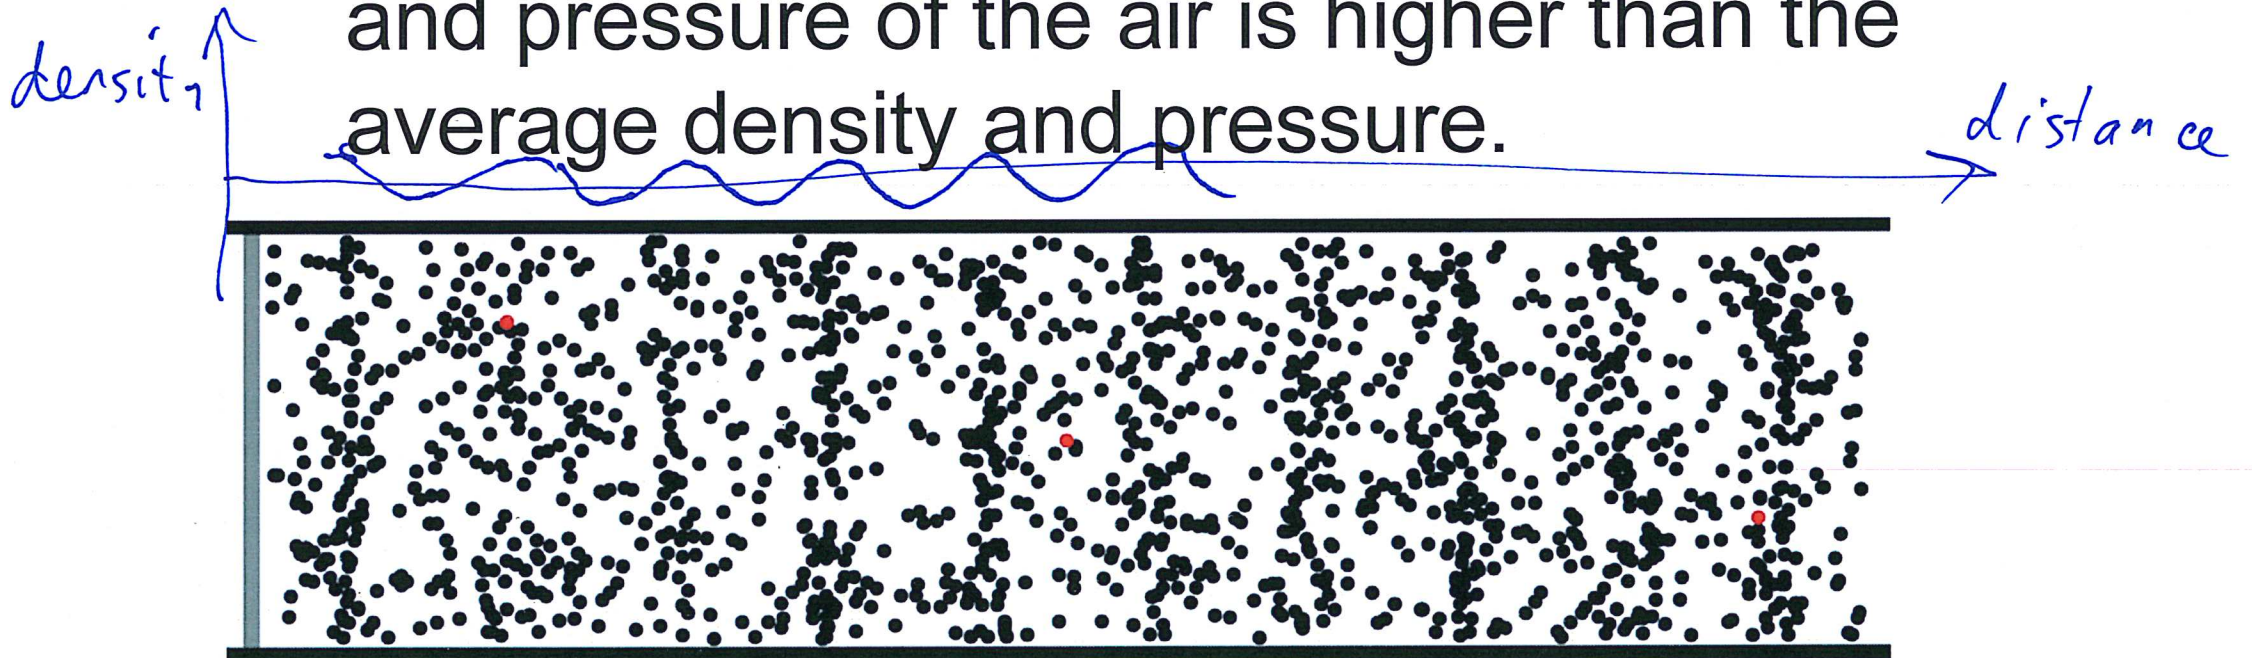 and pressure of the air is higher than the
density
average density and pressure.
distance